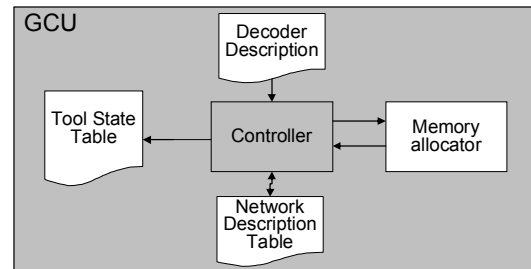 GCU
Decoder
Description
Tool State
Table
Controller
Memory
allocator
Network
Description
Table